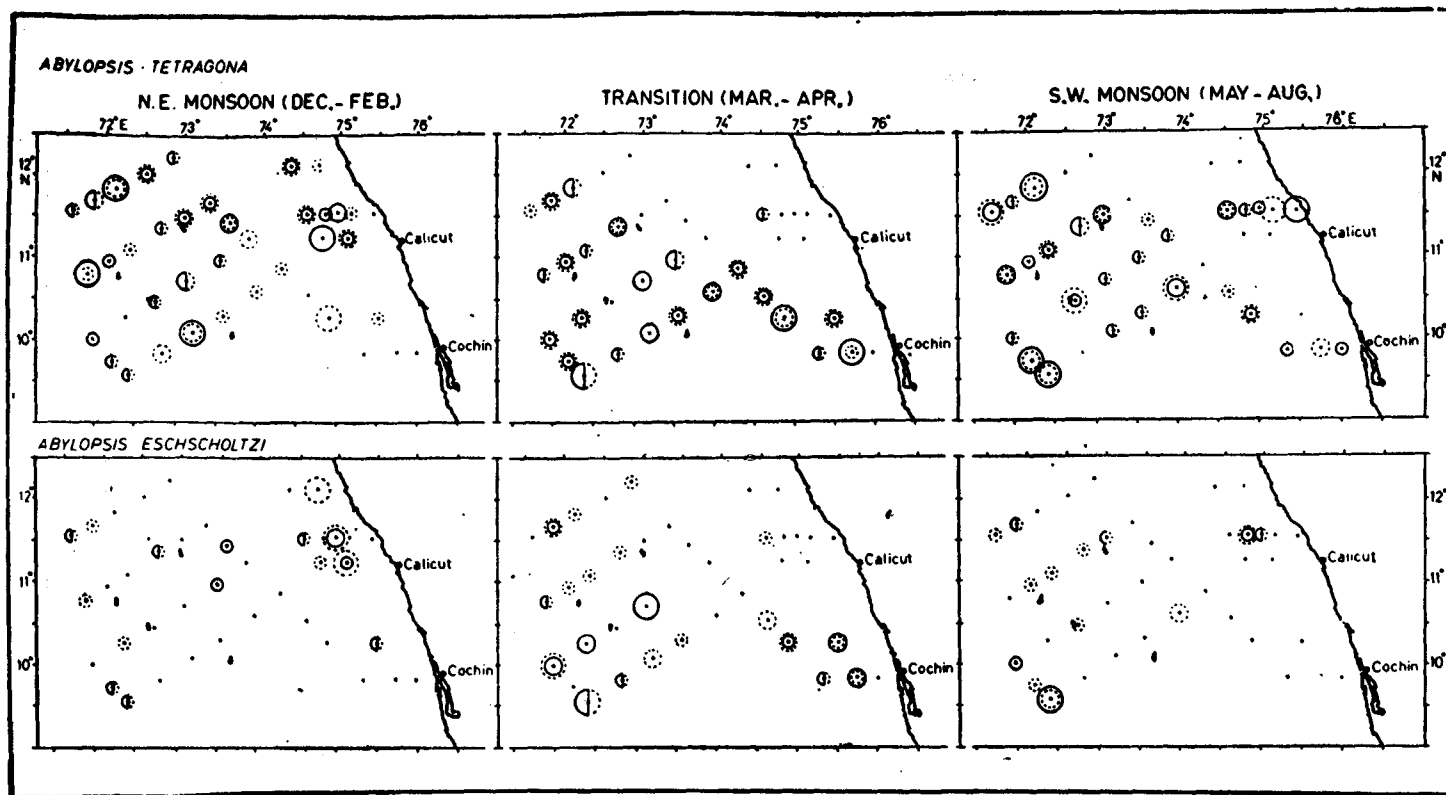 ABYLOPSIS · TETRAGONA
N.E. MONSOON (DEC.- FEB.)
TRANSITION (MAR.- APR.)
S.W. MONSOON (MAY - AUG.)
72°E 73° 74° 75° 76°
72° 73° 74° 75° 76°
72° 73° 74° 75° 76°E
12°
N
11°
10°
12°
N
11°
10°
Calicut
Calicut
Calicut
Cochin
Cochin
Cochin
ABYLOPSIS ESCHSCHOLTZI
12°
11°
10°
12°
11°
10°
Calicut
Calicut
Calicut
Cochin
Cochin
Cochin